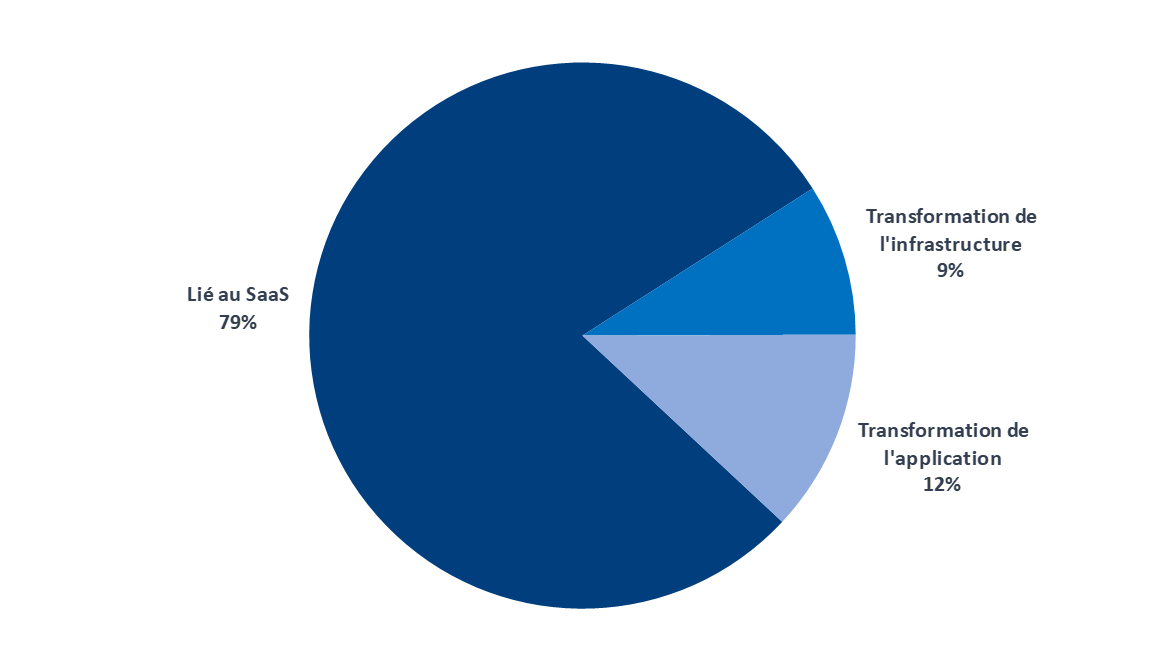 Transformation de
l'infrastructure
9%
Lié au SaaS
79%
Transformation de
l'application
12%